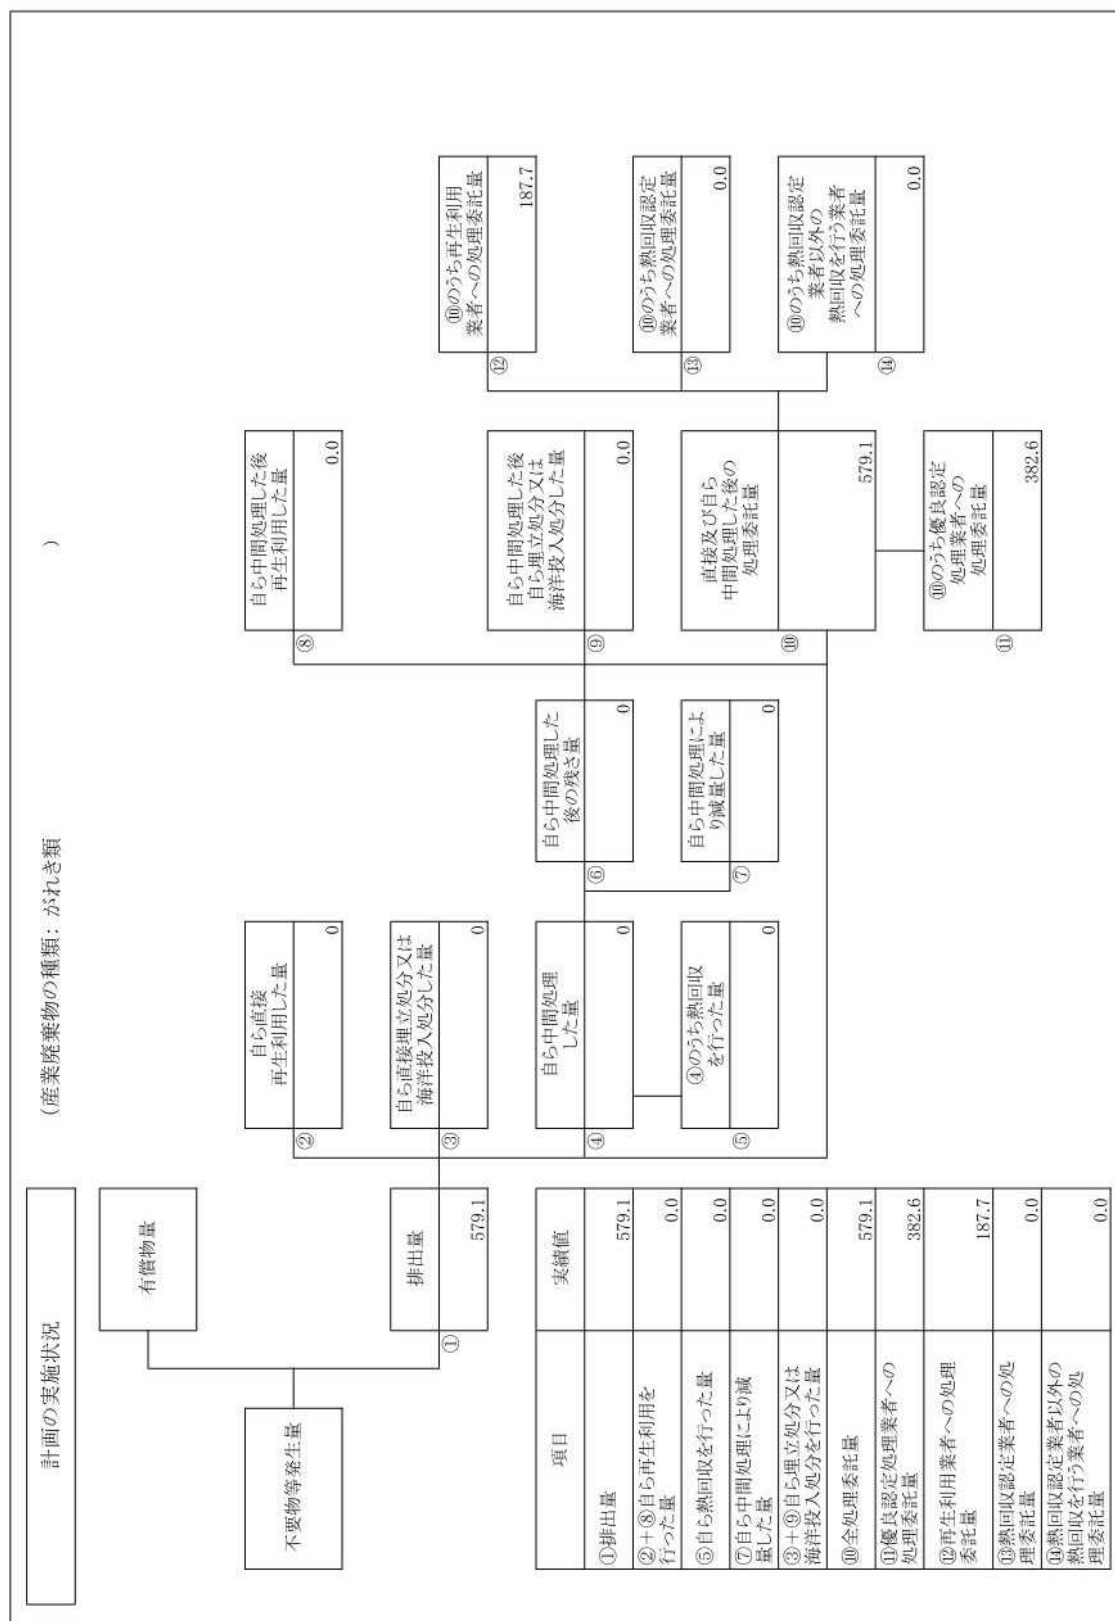 計画の実施状況
(産業廃棄物の種類： がれき類
)
不要物等発生量
有償物量
①
排出量
579.1
②
自ら直接
再生利用した量
0
③
自ら直接埋立処分又は
海洋投入処分した量
0
④
自ら中間処理
した量
0
⑤
④のうち熱回収
を行った量
0
⑥
自ら中間処理した
後の残さ量
0
⑦
自ら中間処理によ
り減量した量
0
⑧
自ら中間処理した後
再生利用した量
0.0
⑨
自ら中間処理した後
自ら埋立処分又は
海洋投入処分した量
0.0
⑩
直接及び自ら
中間処理した後の
処理委託量
579.1
⑪
⑩のうち優良認定
処理業者への
処理委託量
382.6
⑫
⑩のうち再生利用
業者への処理委託量
187.7
⑬
⑩のうち熱回収認定
業者への処理委託量
0.0
⑭
⑩のうち熱回収認定
業者以外の
熱回収を行う業者
への処理委託量
0.0
項目
実績値
①排出量
579.1
②＋⑧自ら再生利用を
行った量
0.0
⑤自ら熱回収を行った量
0.0
⑦自ら中間処理により減
量した量
0.0
③＋⑨自ら埋立処分又は
海洋投入処分を行った量
0.0
⑩全処理委託量
579.1
⑪優良認定処理業者への
処理委託量
382.6
⑫再生利用業者への処理
委託量
187.7
⑬熱回収認定業者への処
理委託量
0.0
⑭熱回収認定業者以外の
熱回収を行う業者への処
理委託量
0.0